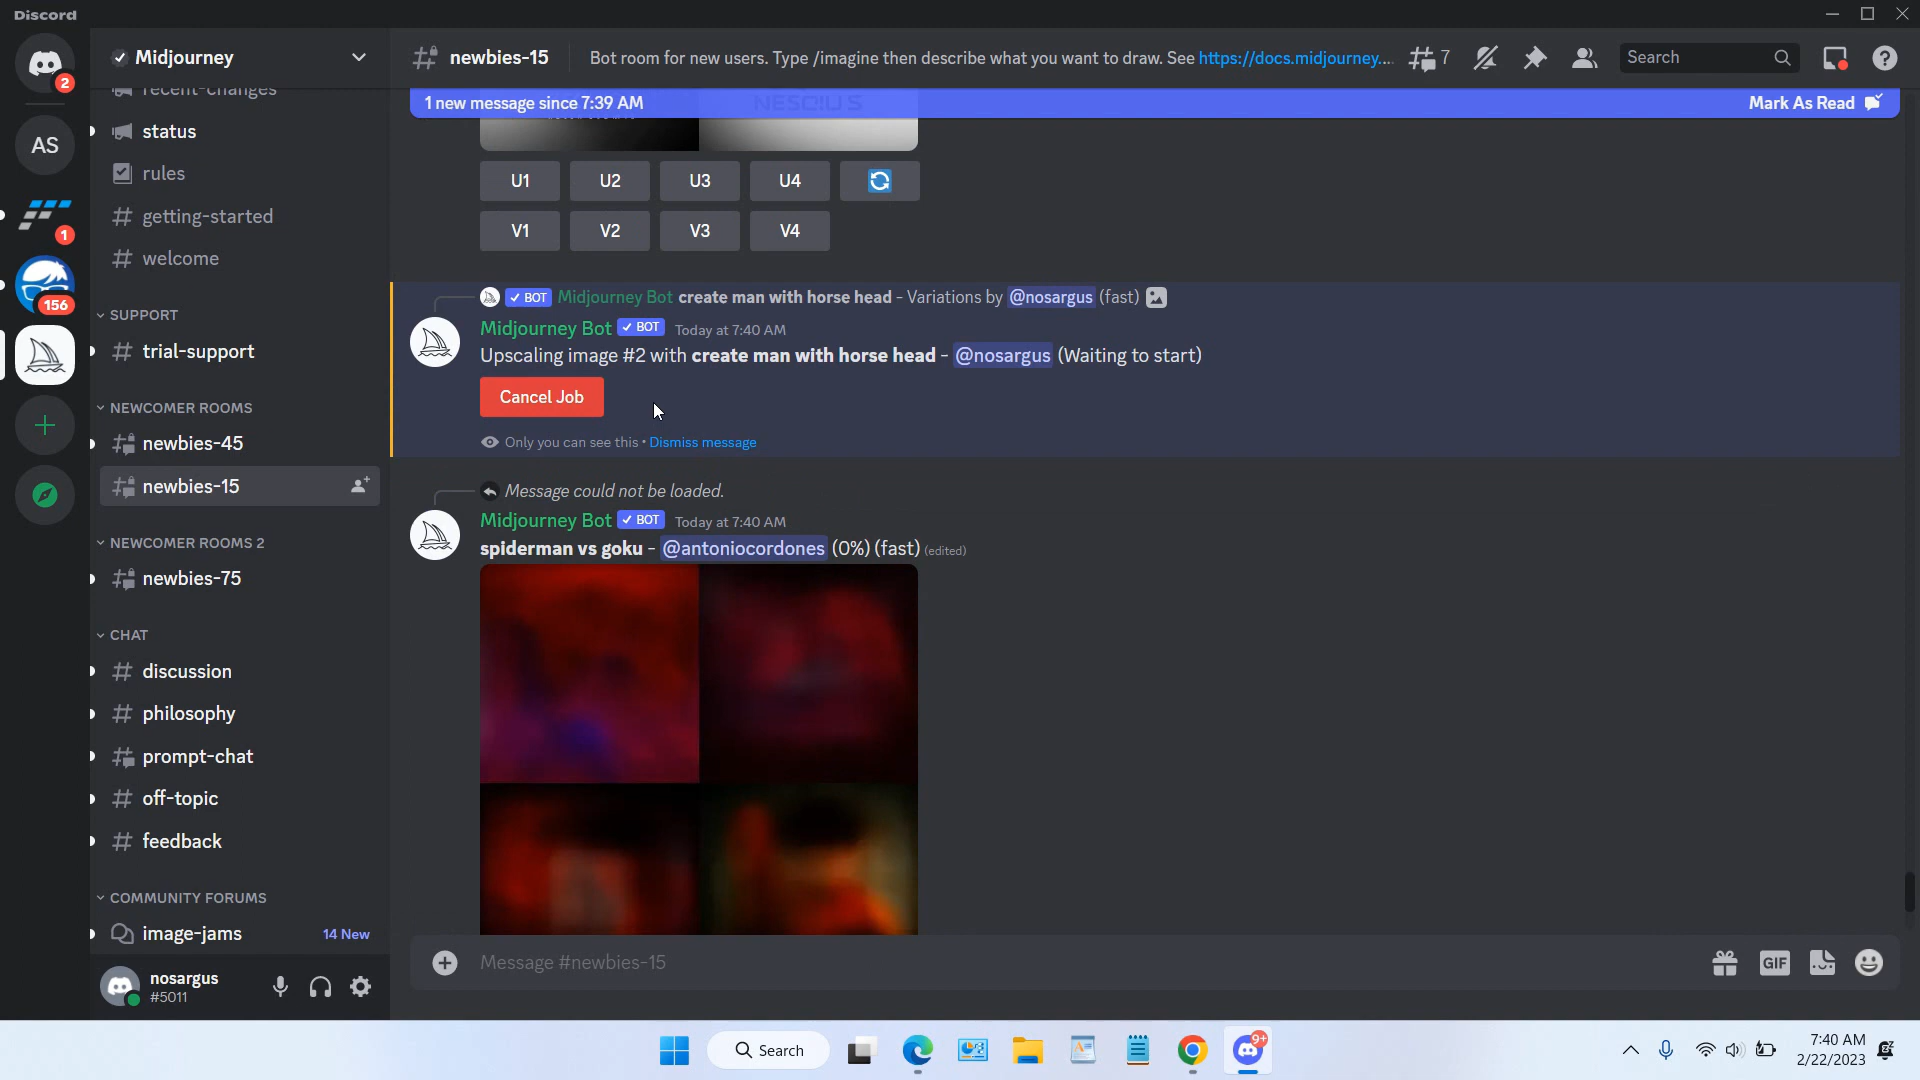 Discord
2
AS
1
156
Midjourney
recent-changes
status
rules
getting-started
welcome
SUPPORT
trial-support
NEWCOMER ROOMS
newbies-45
newbies-15
NEWCOMER ROOMS 2
newbies-75
CHAT
discussion
philosophy
prompt-chat
off-topic
feedback
COMMUNITY FORUMS
image-jams 14 New
nosargus
#5011
newbies-15 Bot room for new users. Type /imagine then describe what you want to draw. See https://docs.midjourney.... 7 Search
1 new message since 7:39 AM Mark As Read
U1 U2 U3 U4
V1 V2 V3 V4
BOT Midjourney Bot create man with horse head - Variations by @nosargus (fast)
Midjourney Bot BOT Today at 7:40 AM
Upscaling image #2 with create man with horse head - @nosargus (Waiting to start)
Cancel Job
Only you can see this • Dismiss message
Message could not be loaded.
Midjourney Bot BOT Today at 7:40 AM
spiderman vs goku - @antoniocordones (0%) (fast) (edited)
Message #newbies-15 GIF
Search 9+ 7:40 AM
2/22/2023